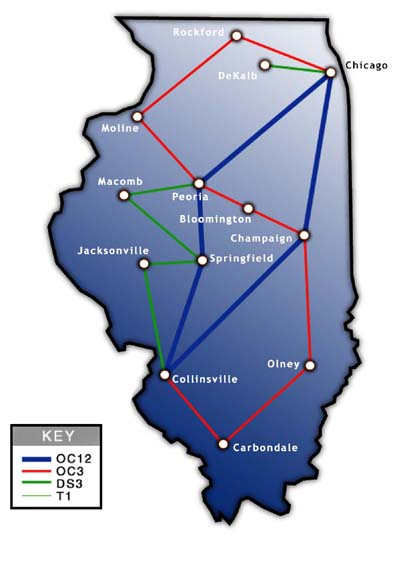 Rockford
Chicago
DeKalb
Moline
Macomb
Peoria
Bloomington
Champaign
Jacksonville
Springfield
Olney
Collinsville
Carbondale
KEY
OC12
OC3
DS3
T1